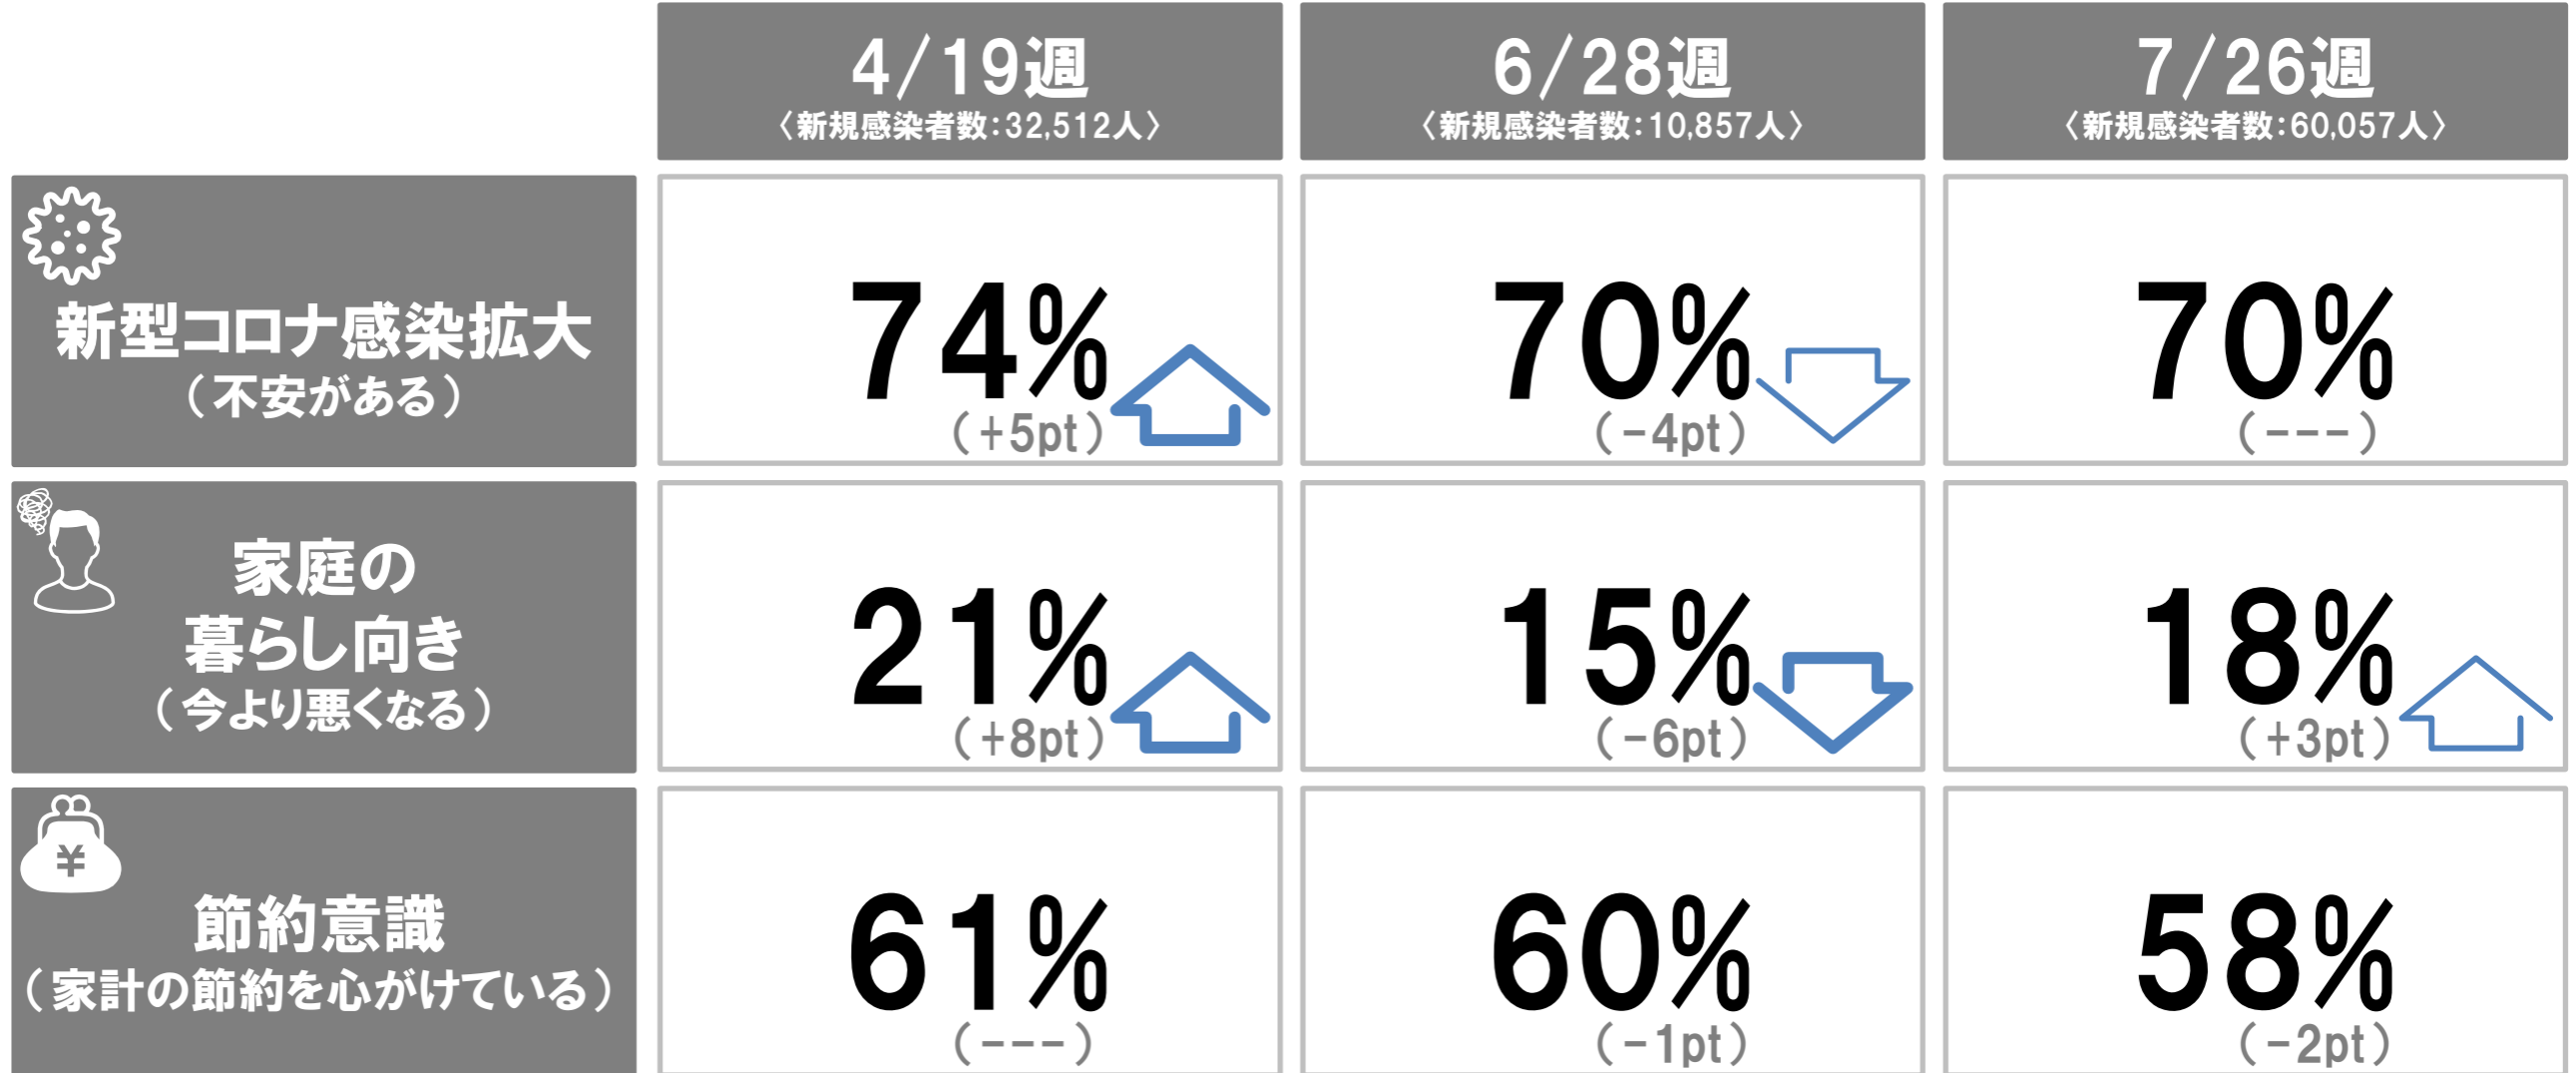 4/19週
〈新規感染者数：32,512人〉
6/28週
〈新規感染者数：10,857人〉
7/26週
〈新規感染者数：60,057人〉
新型コロナ感染拡大
（不安がある）
74%
（+5pt）
70%
（-4pt）
70%
（---）
家庭の
暮らし向き
（今より悪くなる）
21%
（+8pt）
15%
（-6pt）
18%
（+3pt）
¥
節約意識
（家計の節約を心がけている）
61%
（---）
60%
（-1pt）
58%
（-2pt）